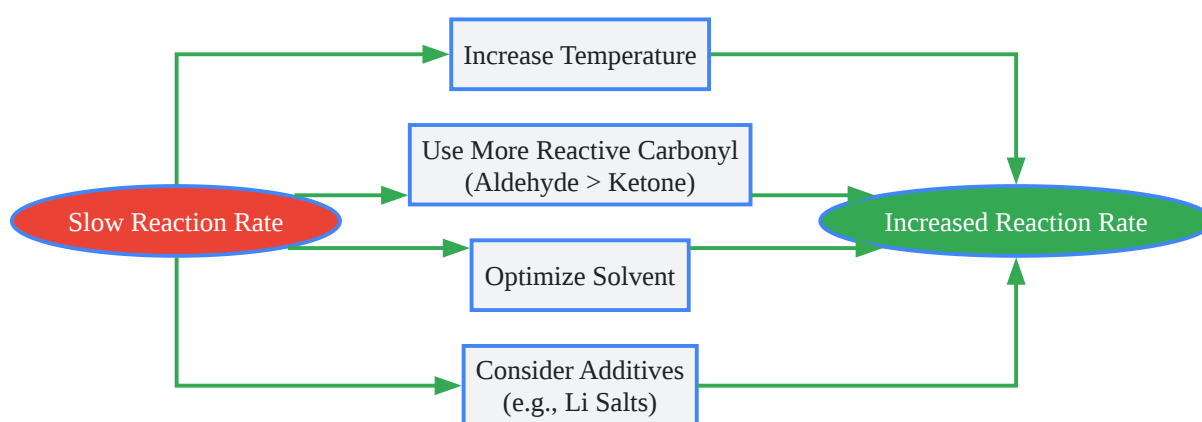 Increase Temperature
Use More Reactive Carbonyl
(Aldehyde > Ketone)
Slow Reaction Rate
Increased Reaction Rate
Optimize Solvent
Consider Additives
(e.g., Li Salts)